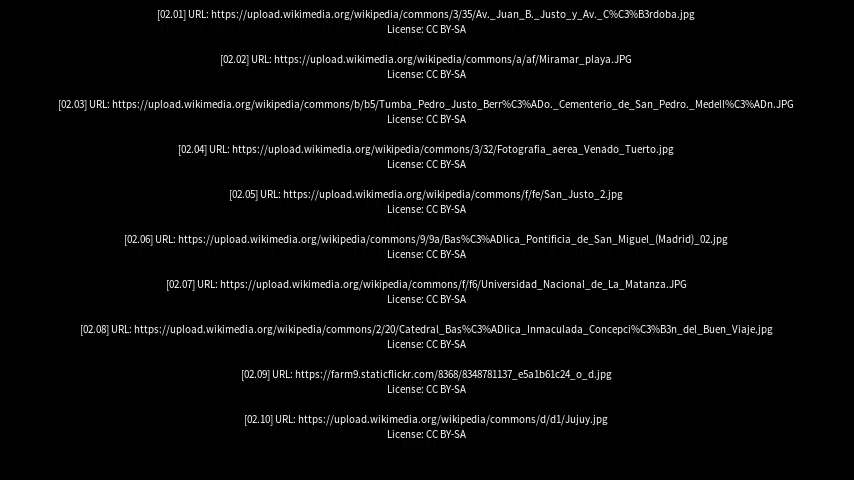 [02.01] URL: https://upload.wikimedia.org/wikipedia/commons/3/35/Av._Juan_B._Justo_y_Av._C%C3%B3rdoba.jpg
License: CC BY-SA
[02.02] URL: https://upload.wikimedia.org/wikipedia/commons/a/af/Miramar_playa.JPG
License: CC BY-SA
[02.03] URL: https://upload.wikimedia.org/wikipedia/commons/b/b5/Tumba_Pedro_Justo_Berr%C3%ADo._Cementerio_de_San_Pedro._Medell%C3%ADn.JPG
License: CC BY-SA
[02.04] URL: https://upload.wikimedia.org/wikipedia/commons/3/32/Fotografia_aerea_Venado_Tuerto.jpg
License: CC BY-SA
[02.05] URL: https://upload.wikimedia.org/wikipedia/commons/f/fe/San_Justo_2.jpg
License: CC BY-SA
[02.06] URL: https://upload.wikimedia.org/wikipedia/commons/9/9a/Bas%C3%ADlica_Pontificia_de_San_Miguel_(Madrid)_02.jpg
License: CC BY-SA
[02.07] URL: https://upload.wikimedia.org/wikipedia/commons/f/f6/Universidad_Nacional_de_La_Matanza.JPG
License: CC BY-SA
[02.08] URL: https://upload.wikimedia.org/wikipedia/commons/2/20/Catedral_Bas%C3%ADlica_Inmaculada_Concepci%C3%B3n_del_Buen_Viaje.jpg
License: CC BY-SA
[02.09] URL: https://farm9.staticflickr.com/8368/8348781137_e5a1b61c24_o_d.jpg
License: CC BY-SA
[02.10] URL: https://upload.wikimedia.org/wikipedia/commons/d/d1/Jujuy.jpg
License: CC BY-SA